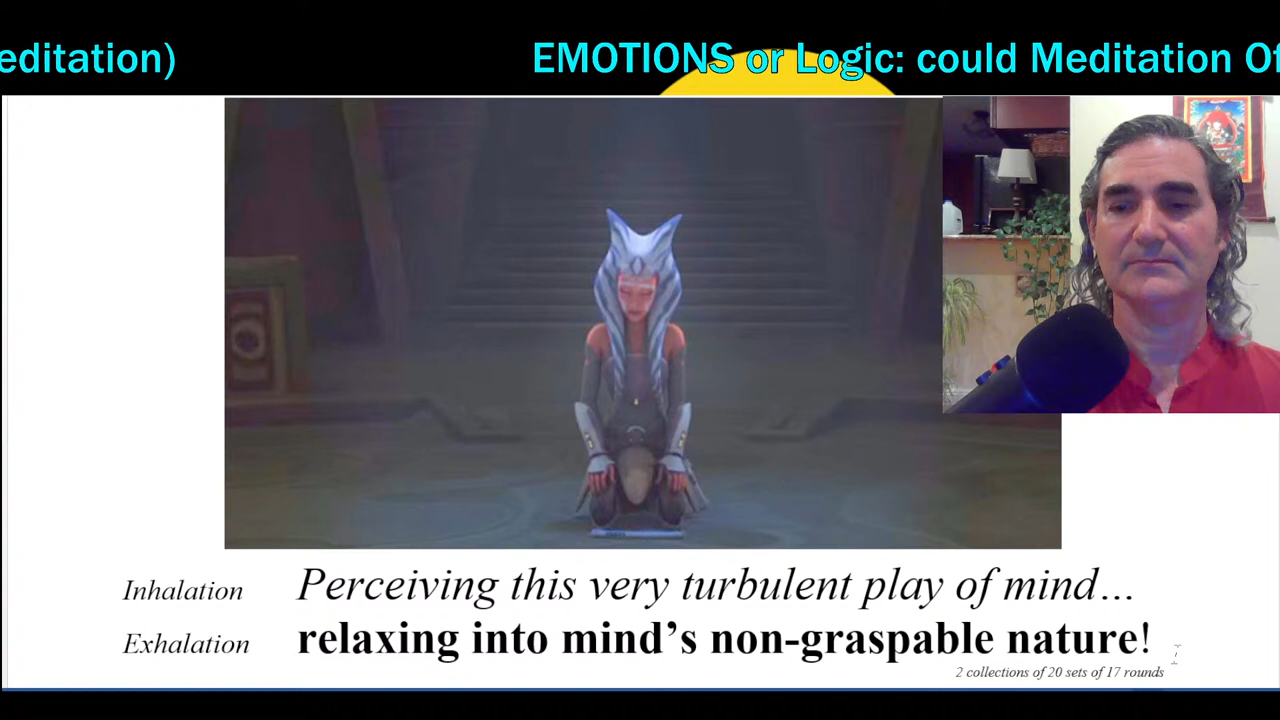 editation)
EMOTIONS or Logic: could Meditation Of
Inhalation Perceiving this very turbulent play of mind…
Exhalation relaxing into mind’s non-graspable nature!
2 collections of 20 sets of 17 rounds